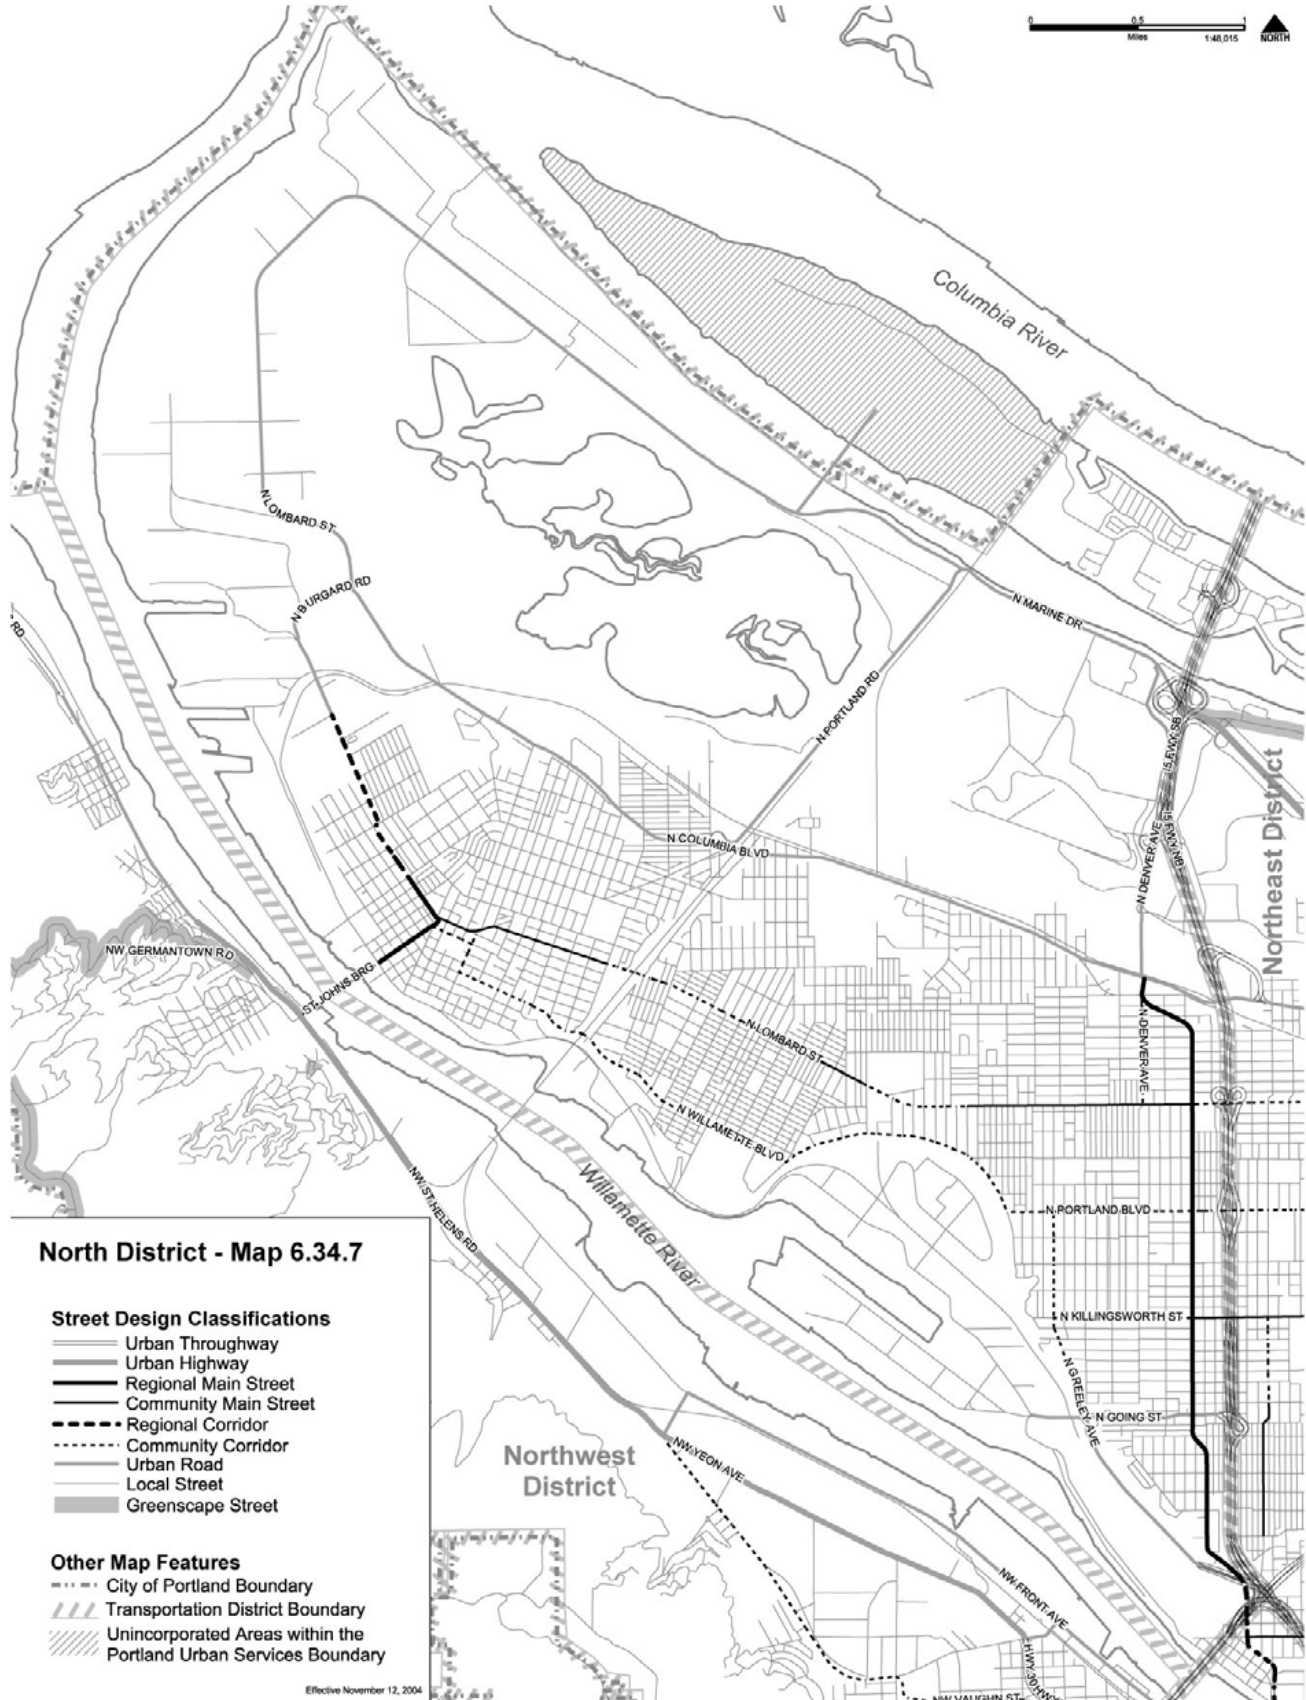 0 0.5 1
Miles 1:48,015 NORTH
Columbia River
N LOMBARD ST
N BURGARD RD
RD
N MARINE DR
N PORTLAND RD
I5 FWY SB
I5 FWY NB
N DENVER AVE
Northeast District
N COLUMBIA BLVD
NW GERMANTOWN RD
ST JOHNS BRG
N LOMBARD ST
N DENVER AVE
N WILLAMETTE BLVD
NW ST HELENS RD
Willamette River
N PORTLAND BLVD
N KILLINGSWORTH ST
N GREELEY AVE
N GOING ST
Northwest
District
NW YEON AVE
NW FRONT AVE
HWY 30 HWY
NW VAUGHN ST
North District - Map 6.34.7
Street Design Classifications
Urban Throughway
Urban Highway
Regional Main Street
Community Main Street
Regional Corridor
Community Corridor
Urban Road
Local Street
Greenscape Street
Other Map Features
City of Portland Boundary
Transportation District Boundary
Unincorporated Areas within the
Portland Urban Services Boundary
Effective November 12, 2004